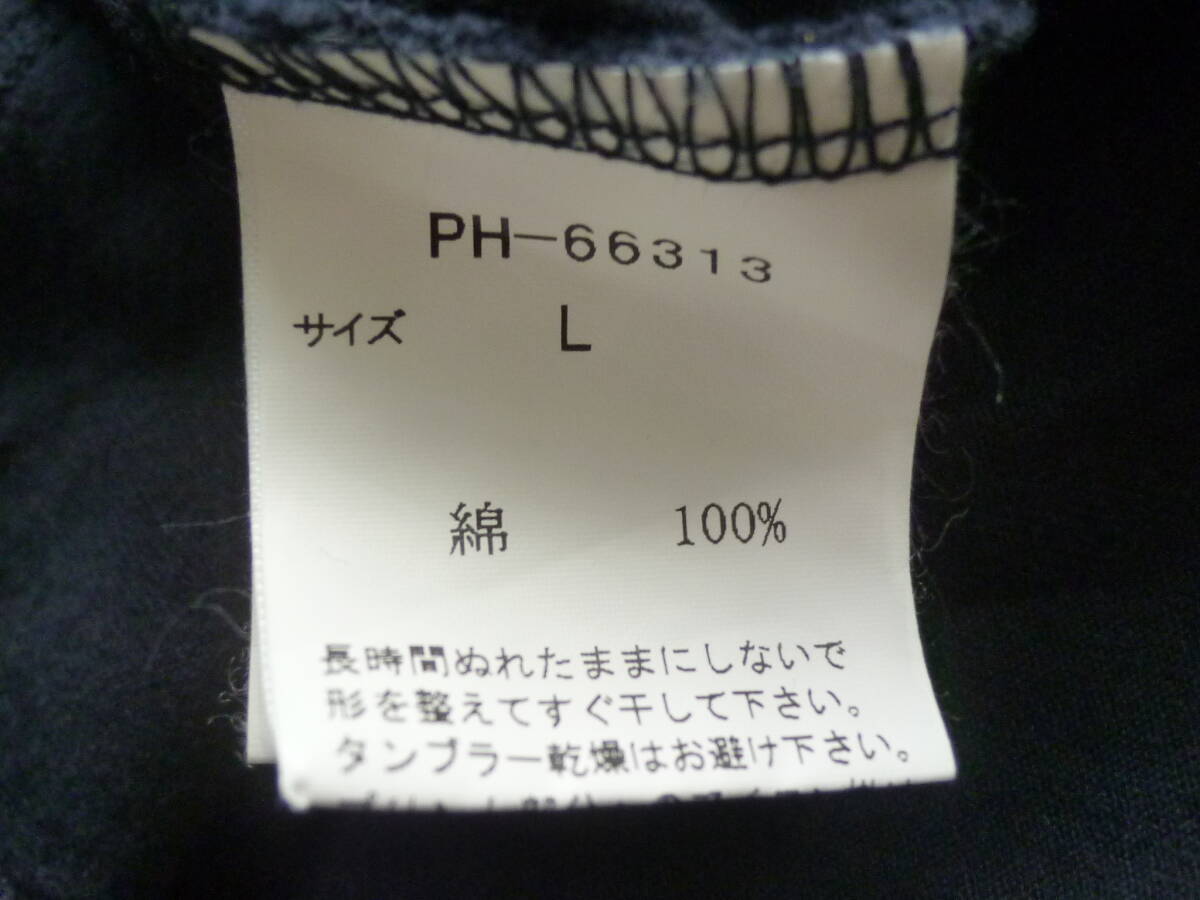 PH-66313
サイズ L
綿 100%
長時間ぬれたままにしないで
形を整えてすぐ干して下さい。
タンブラー乾燥はお避け下さい。